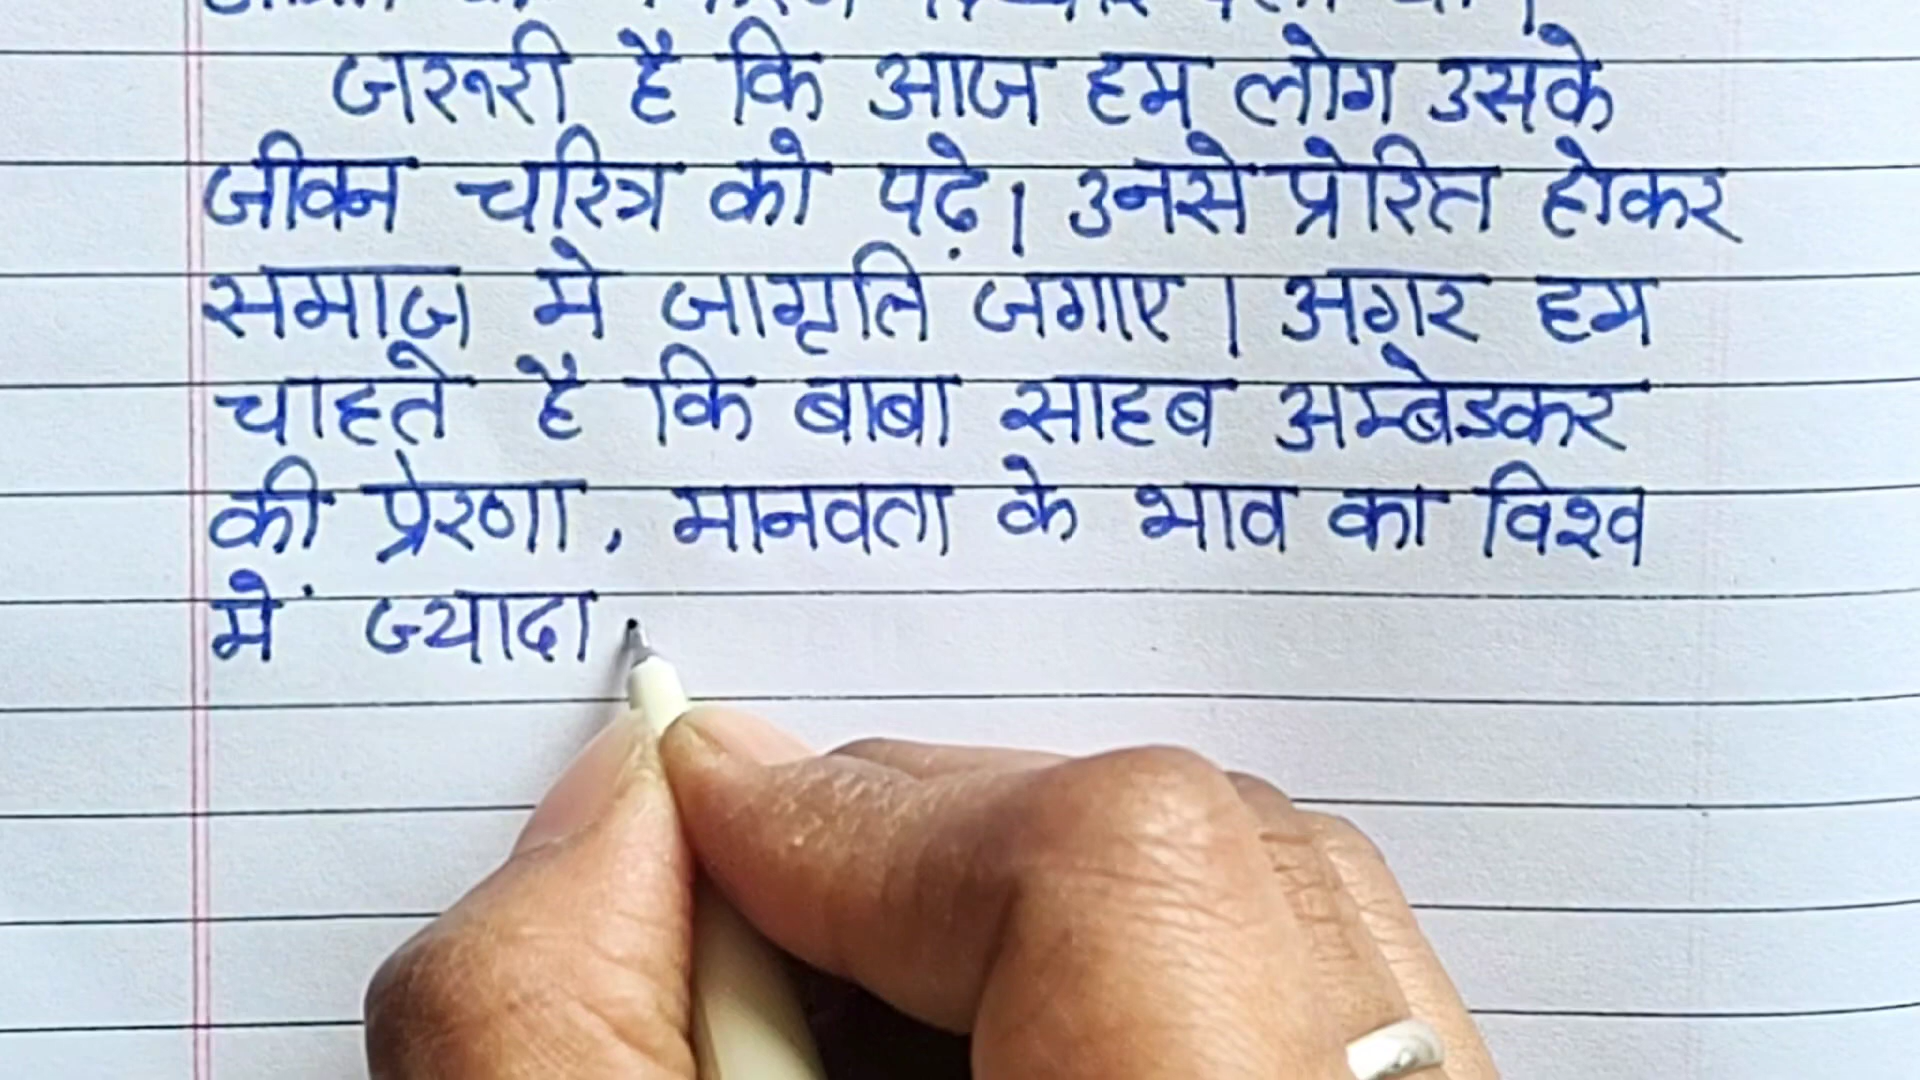 जरुरी है कि आज हम लोग उसके
जीवन चरित्र को पढ़े। उनसे प्रेरित होकर
समाज मे जागृति जगाए। अगर हम
चाहते है कि बाबा साहब अम्बेडकर
की प्रेरणा, मानवता के भाव का विश्व
में ज्यादा